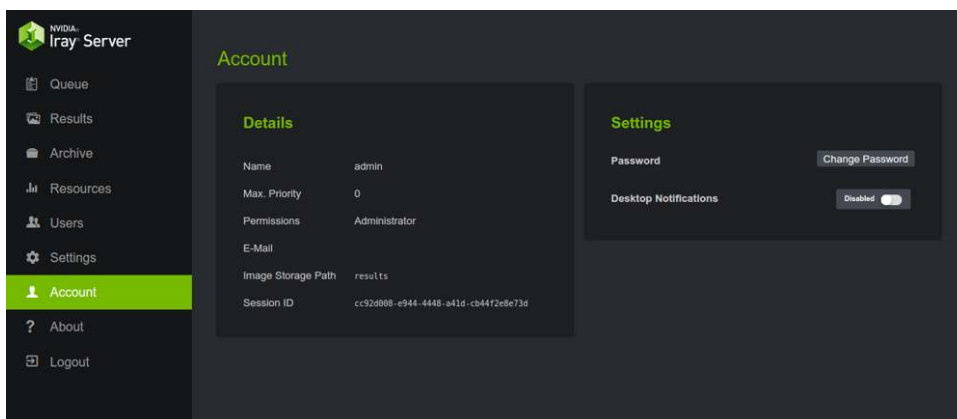 NVIDIA.
Iray Server
Queue
Results
Archive
Resources
Users
Settings
Account
? About
Logout
Account
Details
Name admin
Max. Priority 0
Permissions Administrator
E-Mail
Image Storage Path results
Session ID cc92d008-e944-4448-a41d-cb44f2e8e73d
Settings
Password Change Password
Desktop Notifications Disabled